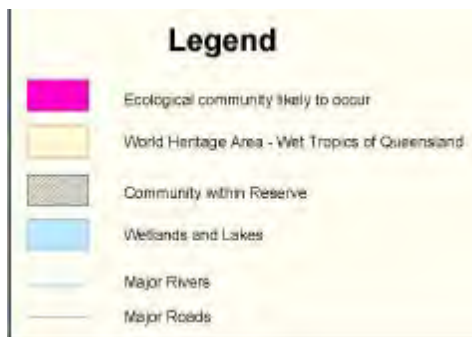 Legend
Ecological community likely to occur
World Heritage Area - Wet Tropics of Queensland
Community within Reserve
Wetlands and Lakes
Major Rivers
Major Roads